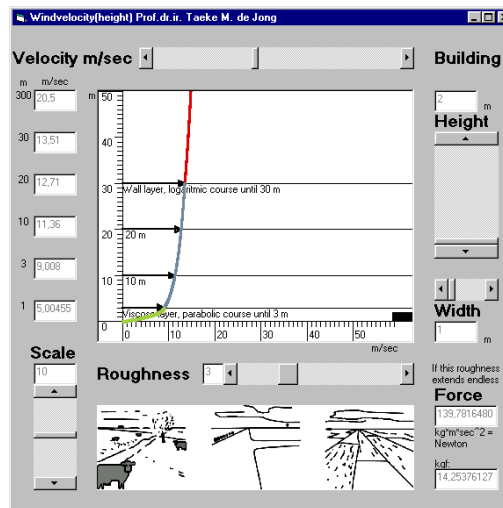 Windvelocity(height) Prof.dr.ir. Taeke M. de Jong
Velocity m/sec
Building
m m/sec
300 20,5
30 13,51
20 12,71
10 11,36
3 9,008
1 5,00455
m 50
40
30
20
10
0
Wall layer, logaritmic course until 30 m
20 m
10 m
Viscose layer, parabolic course until 3 m
0 10 20 30 40 50
m/sec
2
m
Height
Width
1
m
Scale
10
Roughness 3
If this roughness
extends endless
Force
139,7816480
kg*m*sec^2 =
Newton
kgf:
14,25376127